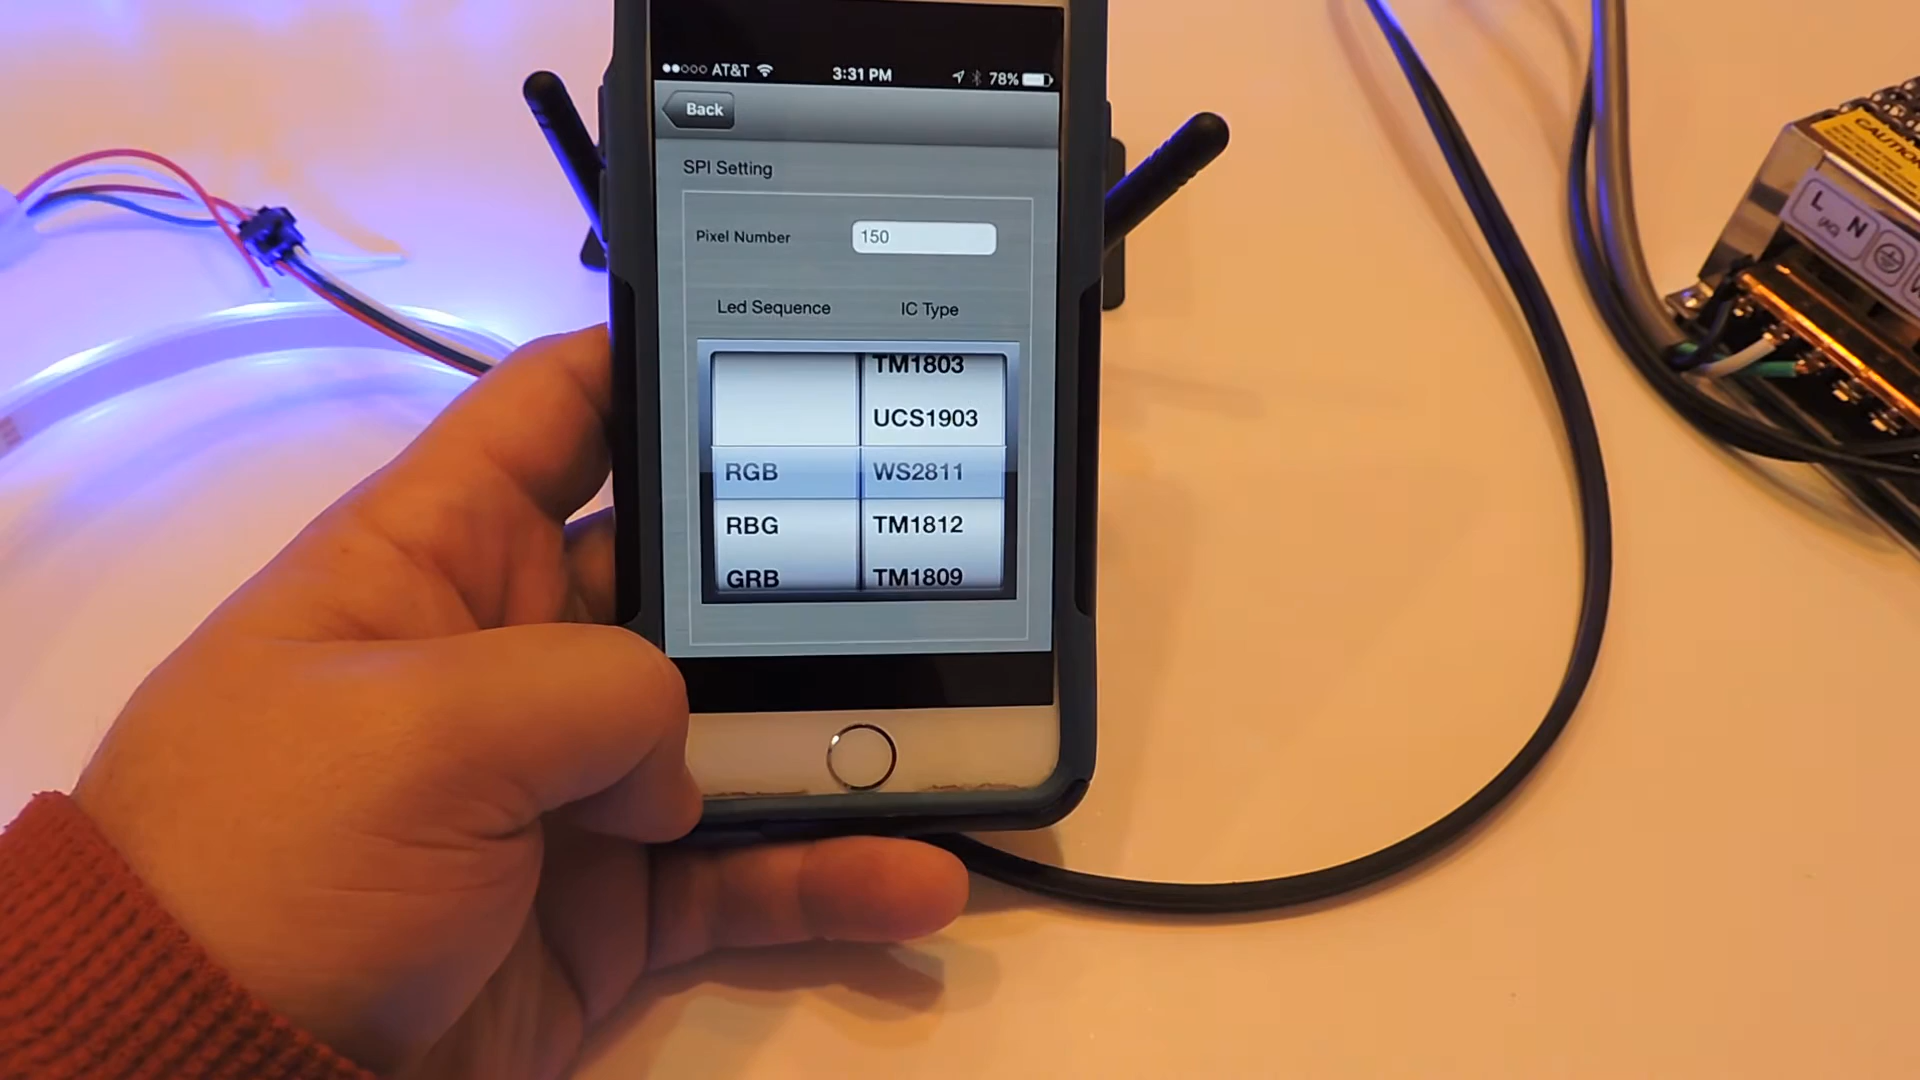 AT&T 3:31 PM 78%
Back
SPI Setting
Pixel Number 150
Led Sequence IC Type
TM1803
UCS1903
RGB WS2811
RBG TM1812
GRB TM1809
CAUTION
L N
(AC)